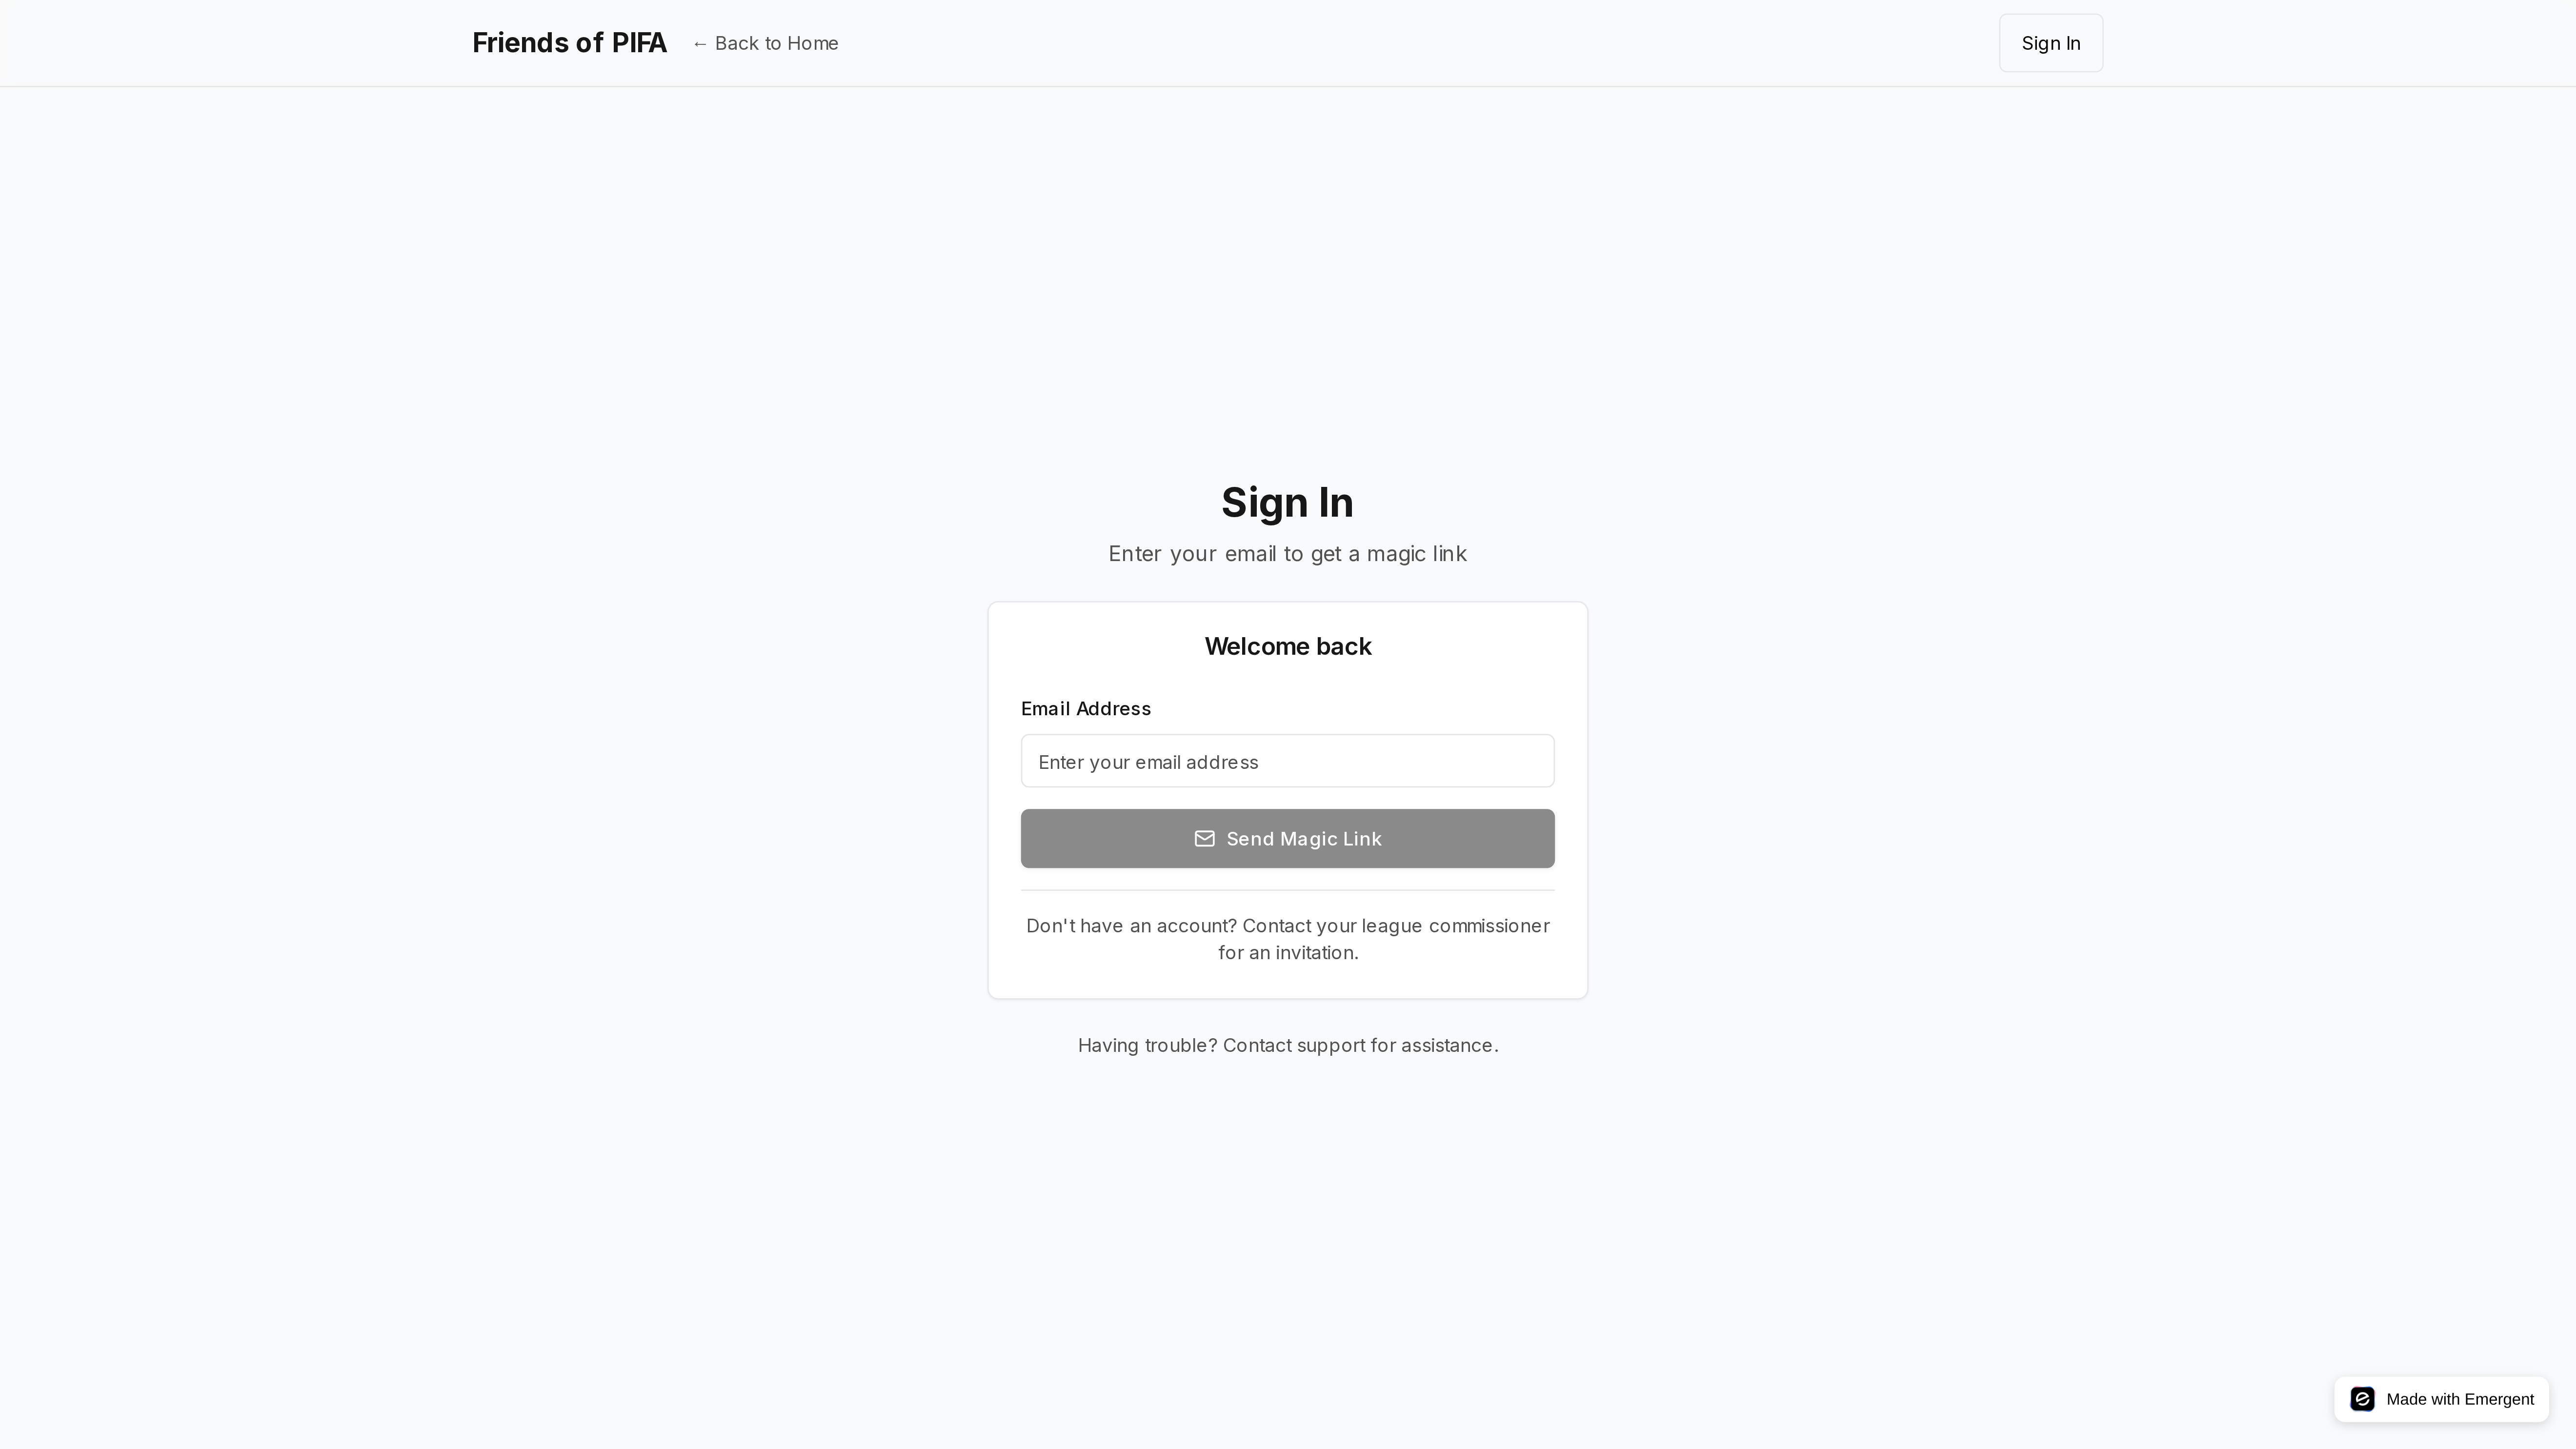 Friends of PIFA
← Back to Home
Sign In
Sign In
Enter your email to get a magic link
Welcome back
Email Address
Enter your email address
Send Magic Link
Don't have an account? Contact your league commissioner
for an invitation.
Having trouble? Contact support for assistance.
Made with Emergent